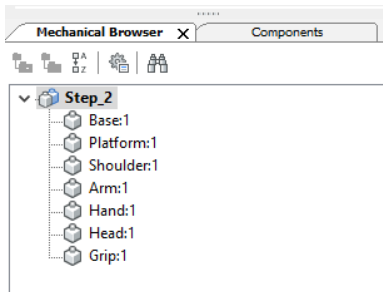 Mechanical Browser Components
Step_2
Base:1
Platform:1
Shoulder:1
Arm:1
Hand:1
Head:1
Grip:1